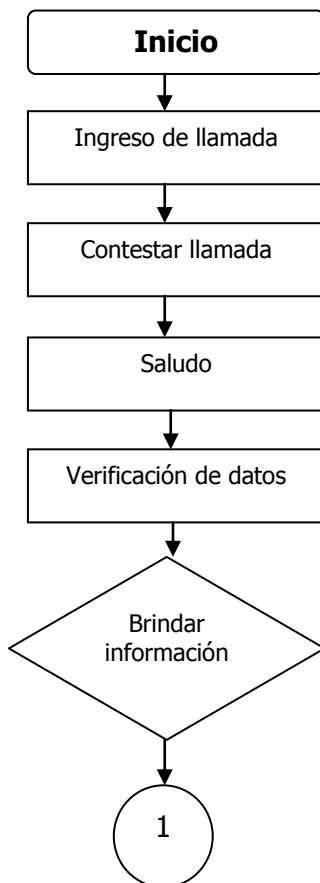 Inicio
Ingreso de llamada
Contestar llamada
Saludo
Verificación de datos
Brindar
información
1